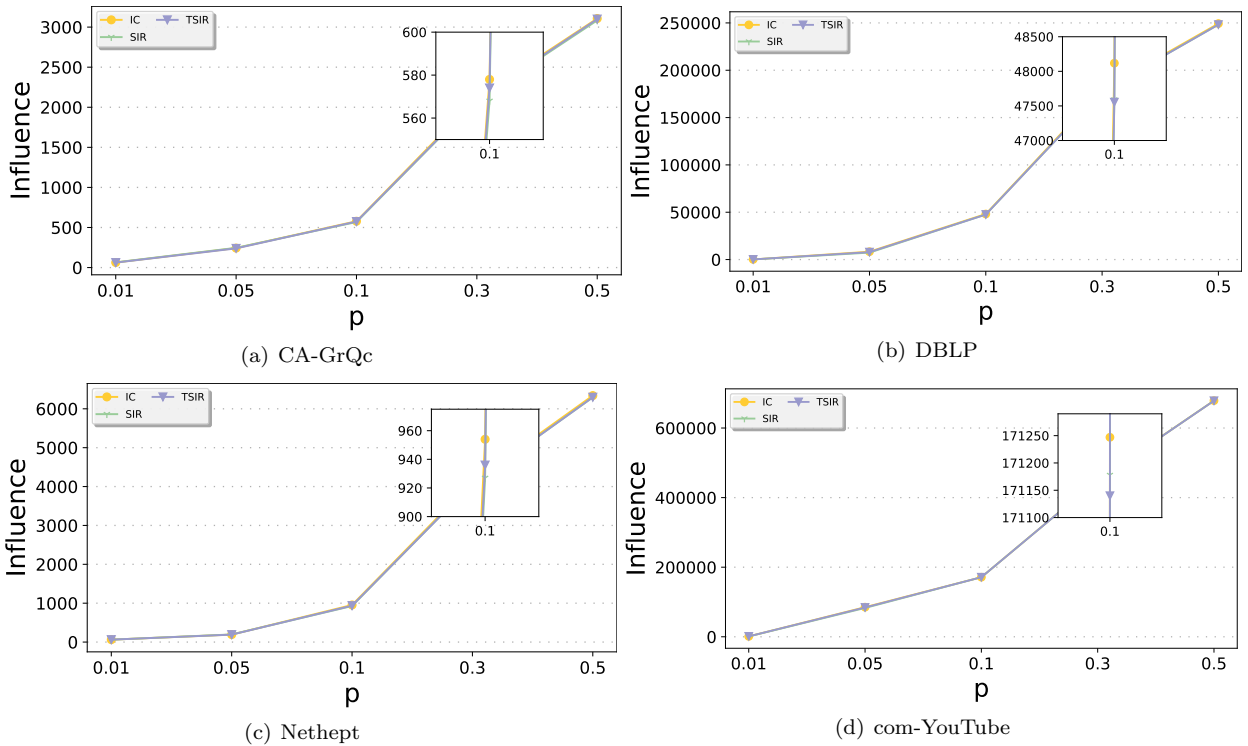 IC TSIR
SIR
Influence
3000
2500
2000
1500
1000
500
0
600
580
560
0.1
0.01 0.05 0.1 0.3 0.5
p
(a) CA-GrQc
IC TSIR
SIR
Influence
250000
200000
150000
100000
50000
0
48500
48000
47500
47000
0.1
0.01 0.05 0.1 0.3 0.5
p
(b) DBLP
IC TSIR
SIR
Influence
6000
5000
4000
3000
2000
1000
0
960
940
920
900
0.1
0.01 0.05 0.1 0.3 0.5
p
(c) Nethept
IC TSIR
SIR
Influence
600000
400000
200000
0
171250
171200
171150
171100
0.1
0.01 0.05 0.1 0.3 0.5
p
(d) com-YouTube